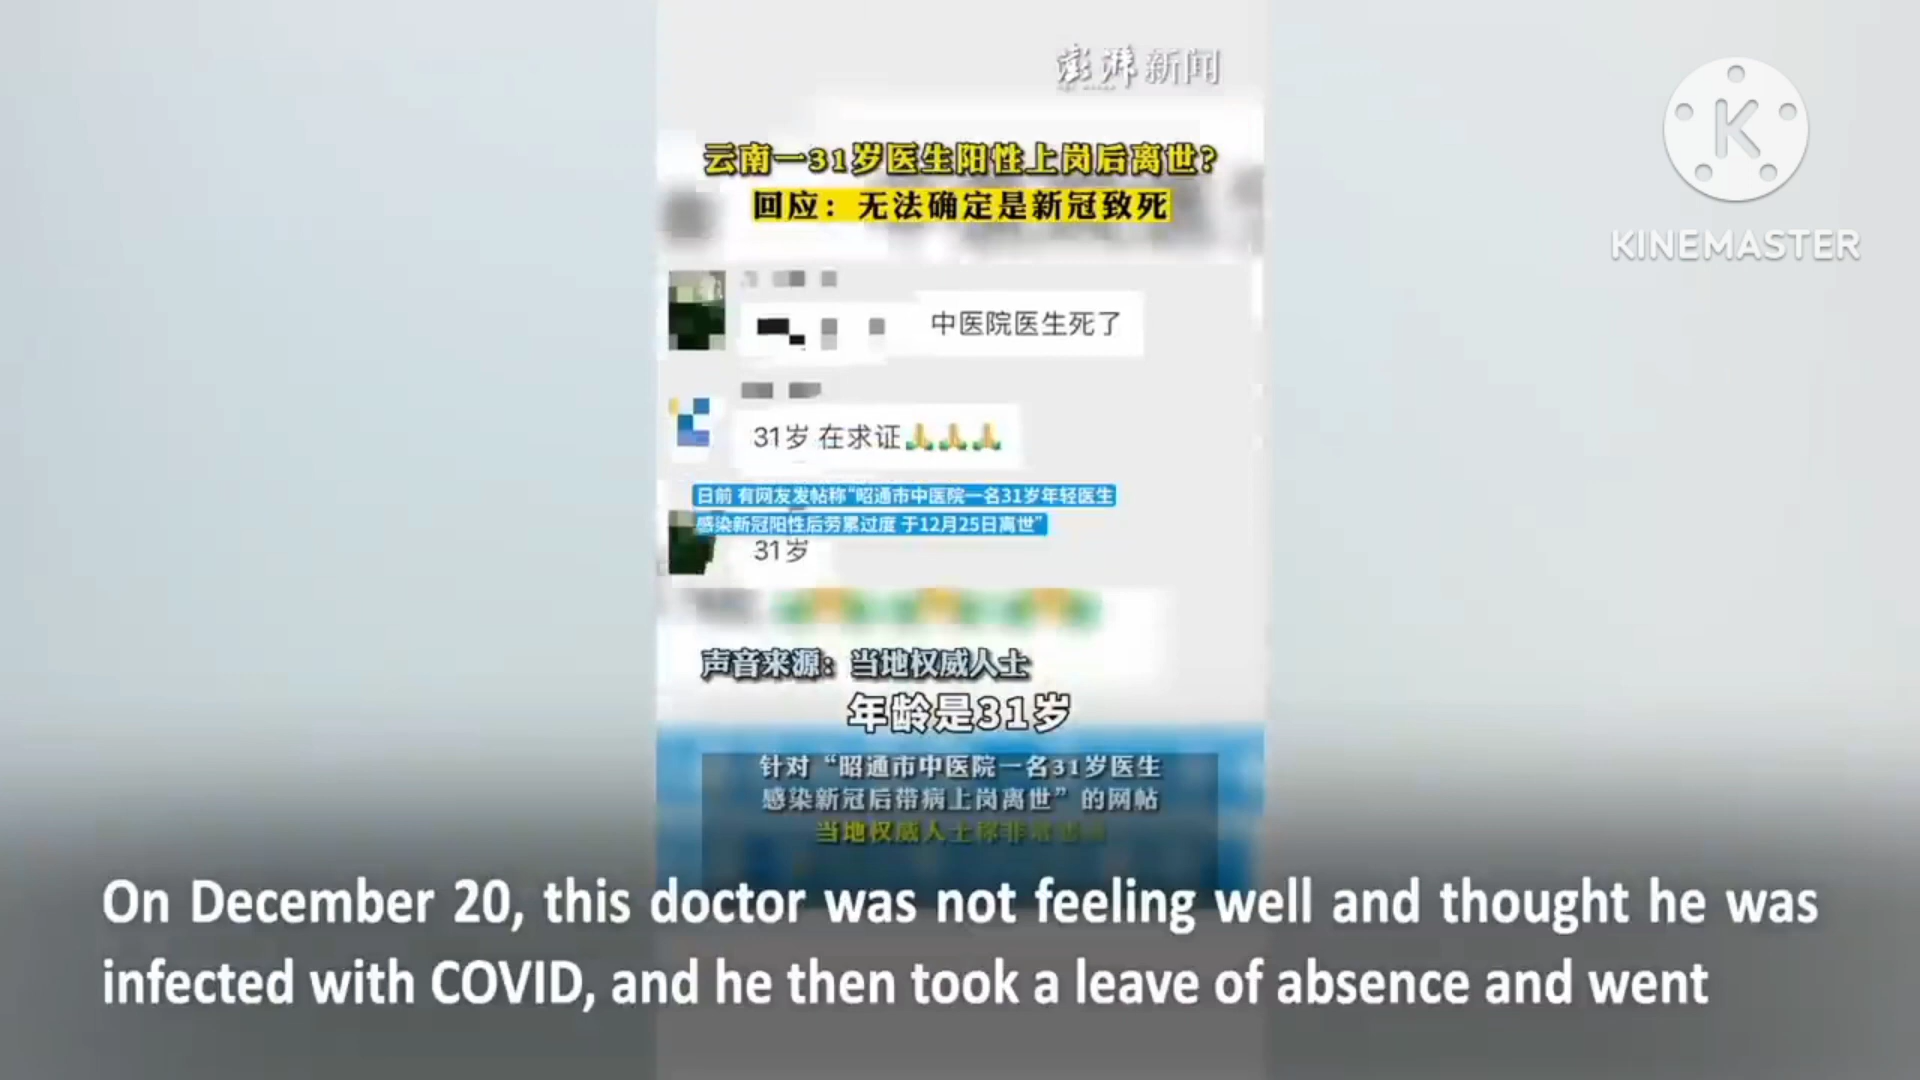 澎湃新闻
K
KINEMASTER
云南一31岁医生阳性上岗后离世?
回应：无法确定是新冠致死
中医院医生死了
31岁 在求证🙏🙏🙏
日前 有网友发帖称“昭通市中医院一名31岁年轻医生
感染新冠阳性后劳累过度 于12月25日离世”
31岁
声音来源：当地权威人士
年龄是31岁
针对“昭通市中医院一名31岁医生
感染新冠后带病上岗离世”的网帖
当地权威人士称非
On December 20, this doctor was not feeling well and thought he was
infected with COVID, and he then took a leave of absence and went